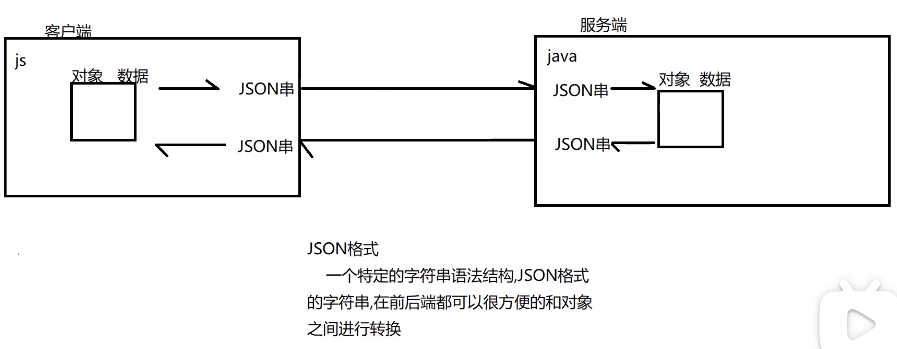 客户端
服务端
js
java
对象 数据
对象 数据
JSON串
JSON串
JSON串
JSON串
JSON格式
一个特定的字符串语法结构,JSON格式
的字符串,在前后端都可以很方便的和对象
之间进行转换